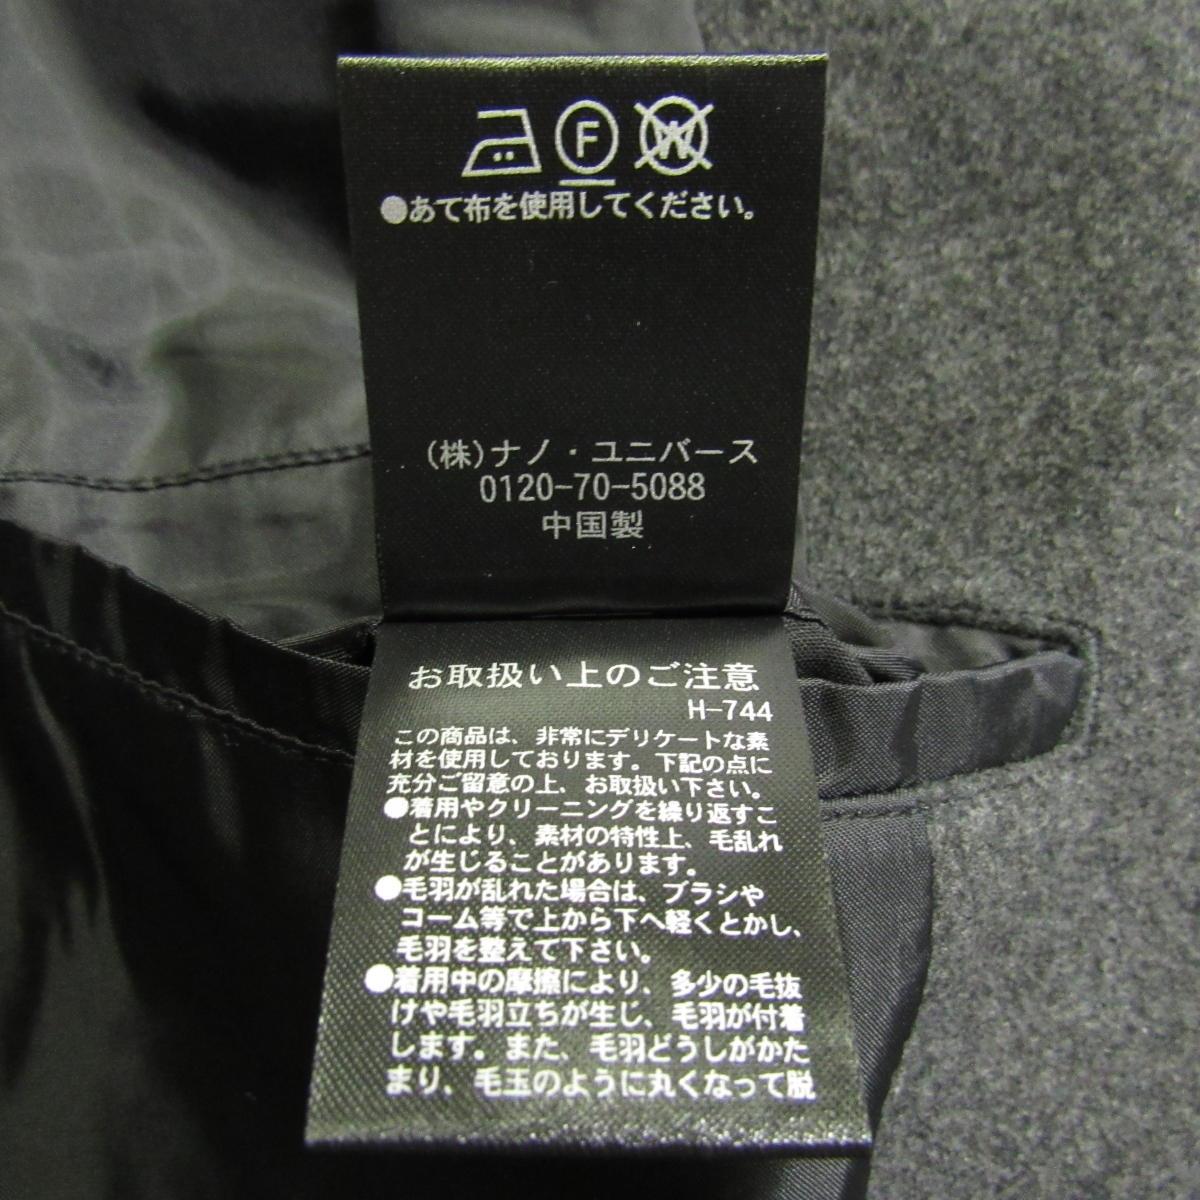 F
W
●あて布を使用してください。
(株)ナノ・ユニバース
0120-70-5088
中国製
お取扱い上のご注意
H-744
この商品は、非常にデリケートな素
材を使用しております。下記の点に
充分ご留意の上、お取扱い下さい。
●着用やクリーニングを繰り返すこ
とにより、素材の特性上、毛乱れ
が生じることがあります。
●毛羽が乱れた場合は、ブラシや
コーム等で上から下へ軽くとかし、
毛羽を整えて下さい。
●着用中の摩擦により、多少の毛抜
けや毛羽立ちが生じ、毛羽が付着
します。また、毛羽どうしがかた
まり、毛玉のように丸くなって脱